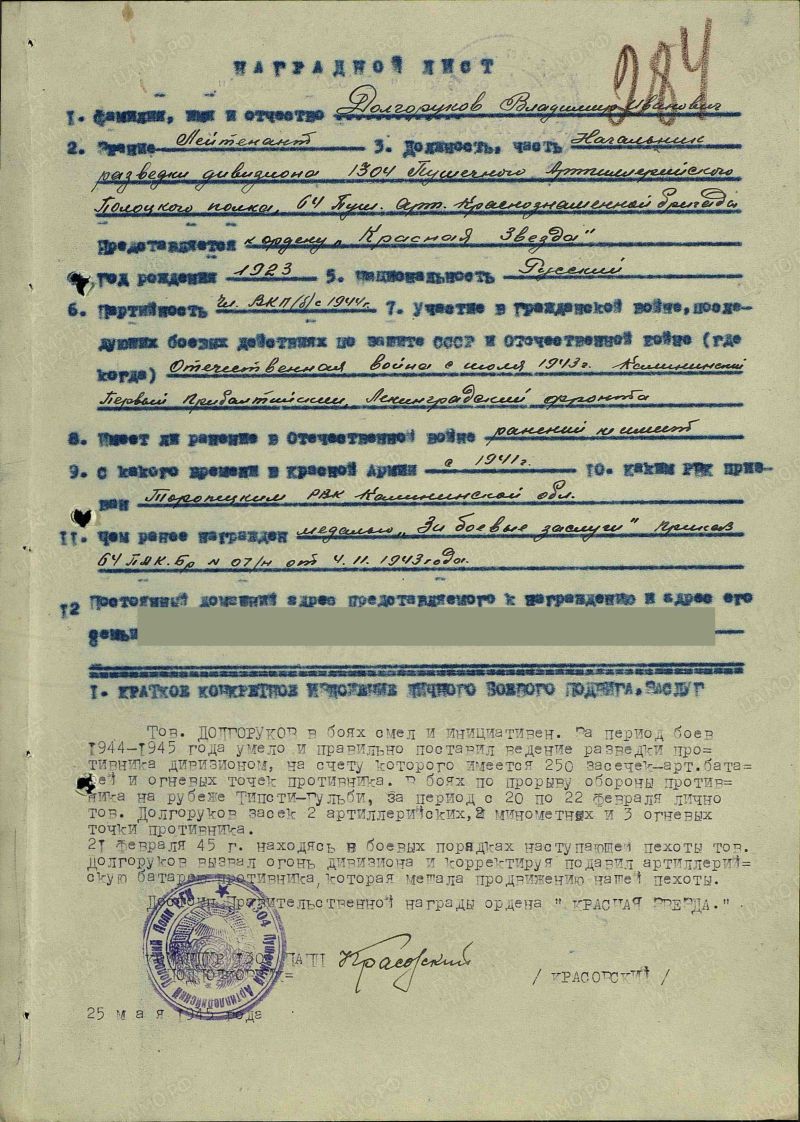 284
НАГРАДНОЙ ЛИСТ
1. Фамилия, имя и отчество Долгоруков Владимир Иванович
2. Звание Лейтенант 3. Должность, часть Начальник
разведки дивизиона 1304 Пушечного Артиллерийского
Полоцкого полка, 64 Пуш. Арт. Краснознаменной бригады
Представляется к ордену „Красная Звезда"
год рождения 1923 5. Национальность Русский
6. Партийность Чл. ВКП/б/ с 1944г. 7. Участие в Гражданской войне, после-
дующих боевых действиях по защите СССР и Отечественной войне (где
когда) Отечественная война с июля 1943г. Калининский
Первый Прибалтийский, Ленинградский фронта
8. Имеет ли ранение в Отечественной войне ранений не имеет
9. С какого времени в Красной Армии с 1941г. 10. каким РВК приз-
ван Торопецким РВК Калининской обл.
11. Чем ранее награжден медалью „За боевые заслуги" приказ
64 ПАК.Бр N 07/н от 4.11.1943 года.
12 Постоянный домашний адрес представляемого к награждению и адрес его
семьи
I. КРАТКОЕ КОНКРЕТНОЕ ИЗЛОЖЕНИЕ ЛИЧНОГО БОЕВОГО ПОДВИГА, ЗАСЛУГ
Тов. ДОЛГОРУКОВ в боях смел и инициативен. За период боев
1944-1945 года умело и правильно поставил ведение разведки про=
тивника дивизионом, на счету которого имеется 250 засечек-арт.бата=
рей и огневых точек противника. В боях по прорыву обороны против=
ника на рубеже Типсти-Гульби, за период с 20 по 22 февраля лично
тов. Долгоруков засек 2 артиллерийских, 2 минометных и 3 огневых
точки противника.
21 февраля 45 г. находясь в боевых порядках наступающей пехоты тов.
Долгоруков вызвал огонь дивизиона и корректируя подавил артиллерий=
скую батарею противника, которая мешала продвижению нашей пехоты.
Достоин Правительственной награды ордена " КРАСНАЯ ЗВЕЗДА."
КОМАНДИР 1304 ПАП Красовский
ПОДПОЛКОВНИК= / КРАСОВСКИЙ /
25 мая 1945 года